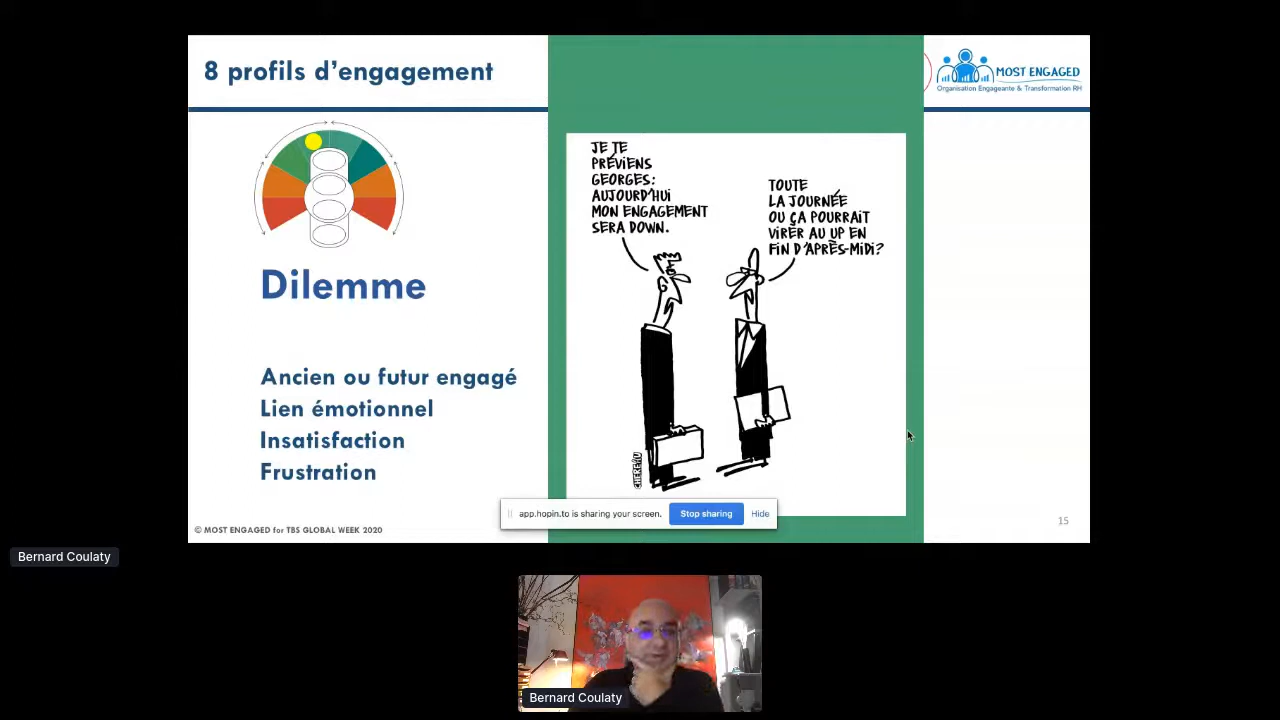 8 profils d'engagement
MOST ENGAGED
Organisation Engageante & Transformation RH
JE TE
PRÉVIENS
GEORGES:
AUJOURD'HUI
MON ENGAGEMENT
SERA DOWN.
TOUTE
LA JOURNÉE
OU ÇA POURRAIT
VIRER AU UP EN
FIN D'APRÈS-MIDI?
Dilemme
Ancien ou futur engagé
Lien émotionnel
Insatisfaction
Frustration
CHEREAU
app.hopin.to is sharing your screen.
Stop sharing
Hide
© MOST ENGAGED for TBS GLOBAL WEEK 2020
15
Bernard Coulaty
Bernard Coulaty